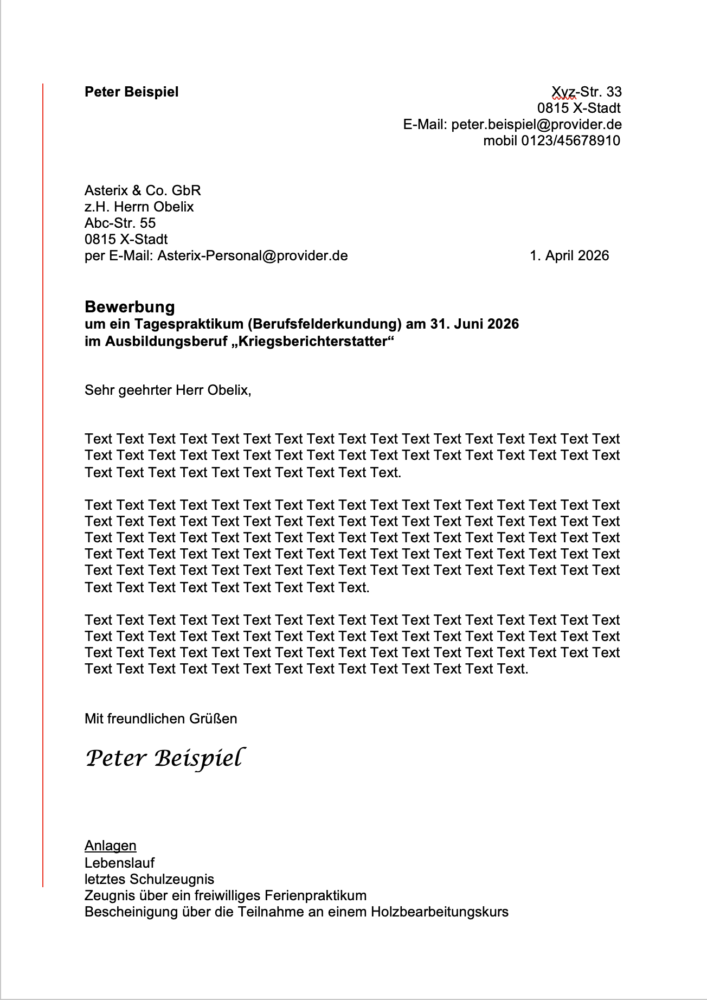 Peter Beispiel
Xyz-Str. 33
0815 X-Stadt
E-Mail: peter.beispiel@provider.de
mobil 0123/45678910
Asterix & Co. GbR
z.H. Herrn Obelix
Abc-Str. 55
0815 X-Stadt
per E-Mail: Asterix-Personal@provider.de 1. April 2026
Bewerbung
um ein Tagespraktikum (Berufsfelderkundung) am 31. Juni 2026
im Ausbildungsberuf „Kriegsberichterstatter“
Sehr geehrter Herr Obelix,
Text Text Text Text Text Text Text Text Text Text Text Text Text Text Text Text Text
Text Text Text Text Text Text Text Text Text Text Text Text Text Text Text Text Text
Text Text Text Text Text Text Text Text Text Text.
Text Text Text Text Text Text Text Text Text Text Text Text Text Text Text Text Text
Text Text Text Text Text Text Text Text Text Text Text Text Text Text Text Text Text
Text Text Text Text Text Text Text Text Text Text Text Text Text Text Text Text Text
Text Text Text Text Text Text Text Text Text Text Text Text Text Text Text Text Text
Text Text Text Text Text Text Text Text Text Text Text Text Text Text Text Text Text
Text Text Text Text Text Text Text Text Text.
Text Text Text Text Text Text Text Text Text Text Text Text Text Text Text Text Text
Text Text Text Text Text Text Text Text Text Text Text Text Text Text Text Text Text
Text Text Text Text Text Text Text Text Text Text Text Text Text Text Text Text Text
Text Text Text Text Text Text Text Text Text Text Text Text Text Text.
Mit freundlichen Grüßen
Peter Beispiel
Anlagen
Lebenslauf
letztes Schulzeugnis
Zeugnis über ein freiwilliges Ferienpraktikum
Bescheinigung über die Teilnahme an einem Holzbearbeitungskurs